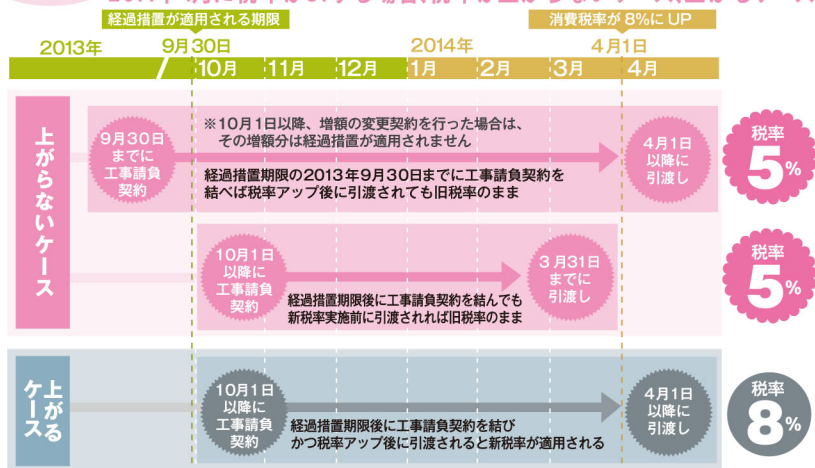 経過措置が適用される期限
消費税率が 8%に UP
2013年
9月30日
2014年
4月1日
10月
11月
12月
1月
2月
3月
4月
上がらないケース
9月30日
までに
工事請負
契約
※10月1日以降、増額の変更契約を行った場合は、
その増額分は経過措置が適用されません
経過措置期限の2013年9月30日までに工事請負契約を
結べば税率アップ後に引渡されても旧税率のまま
4月1日
以降に
引渡し
税率
5%
10月1日
以降に
工事請負
契約
経過措置期限後に工事請負契約を結んでも
新税率実施前に引渡されれば旧税率のまま
3月31日
までに
引渡し
税率
5%
上がる
ケース
10月1日
以降に
工事請負
契約
経過措置期限後に工事請負契約を結び
かつ税率アップ後に引渡されると新税率が適用される
4月1日
以降に
引渡し
税率
8%